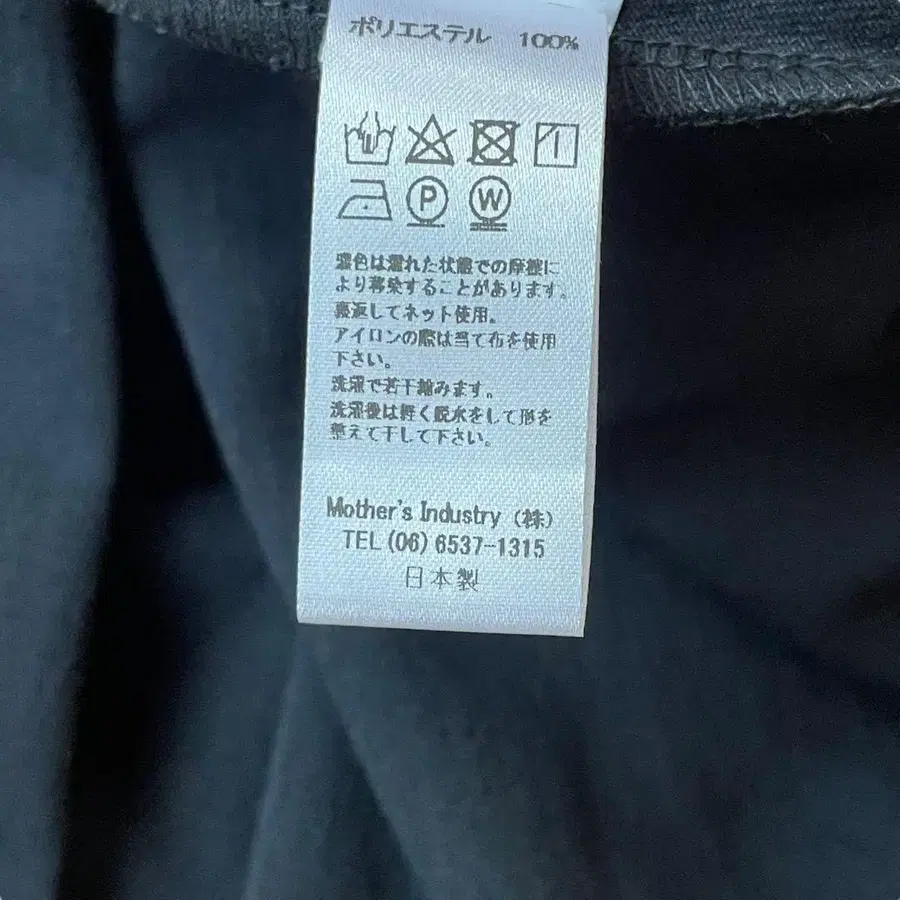 ポリエステル 100%
P W
濃色は濡れた状態での摩擦に
より移染することがあります。
裏返してネット使用。
アイロンの際は当て布を使用
下さい。
洗濯で若干縮みます。
洗濯後は軽く脱水をして形を
整えて干して下さい。
Mother's Industry (株)
TEL (06) 6537-1315
日本製